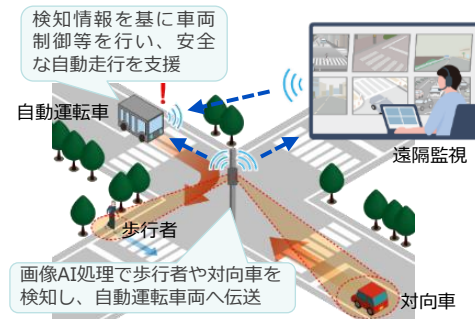 検知情報を基に車両
制御等を行い、安全
な自動走行を支援
自動運転車
!
遠隔監視
歩行者
画像AI処理で歩行者や対向車を
検知し、自動運転車両へ伝送
対向車